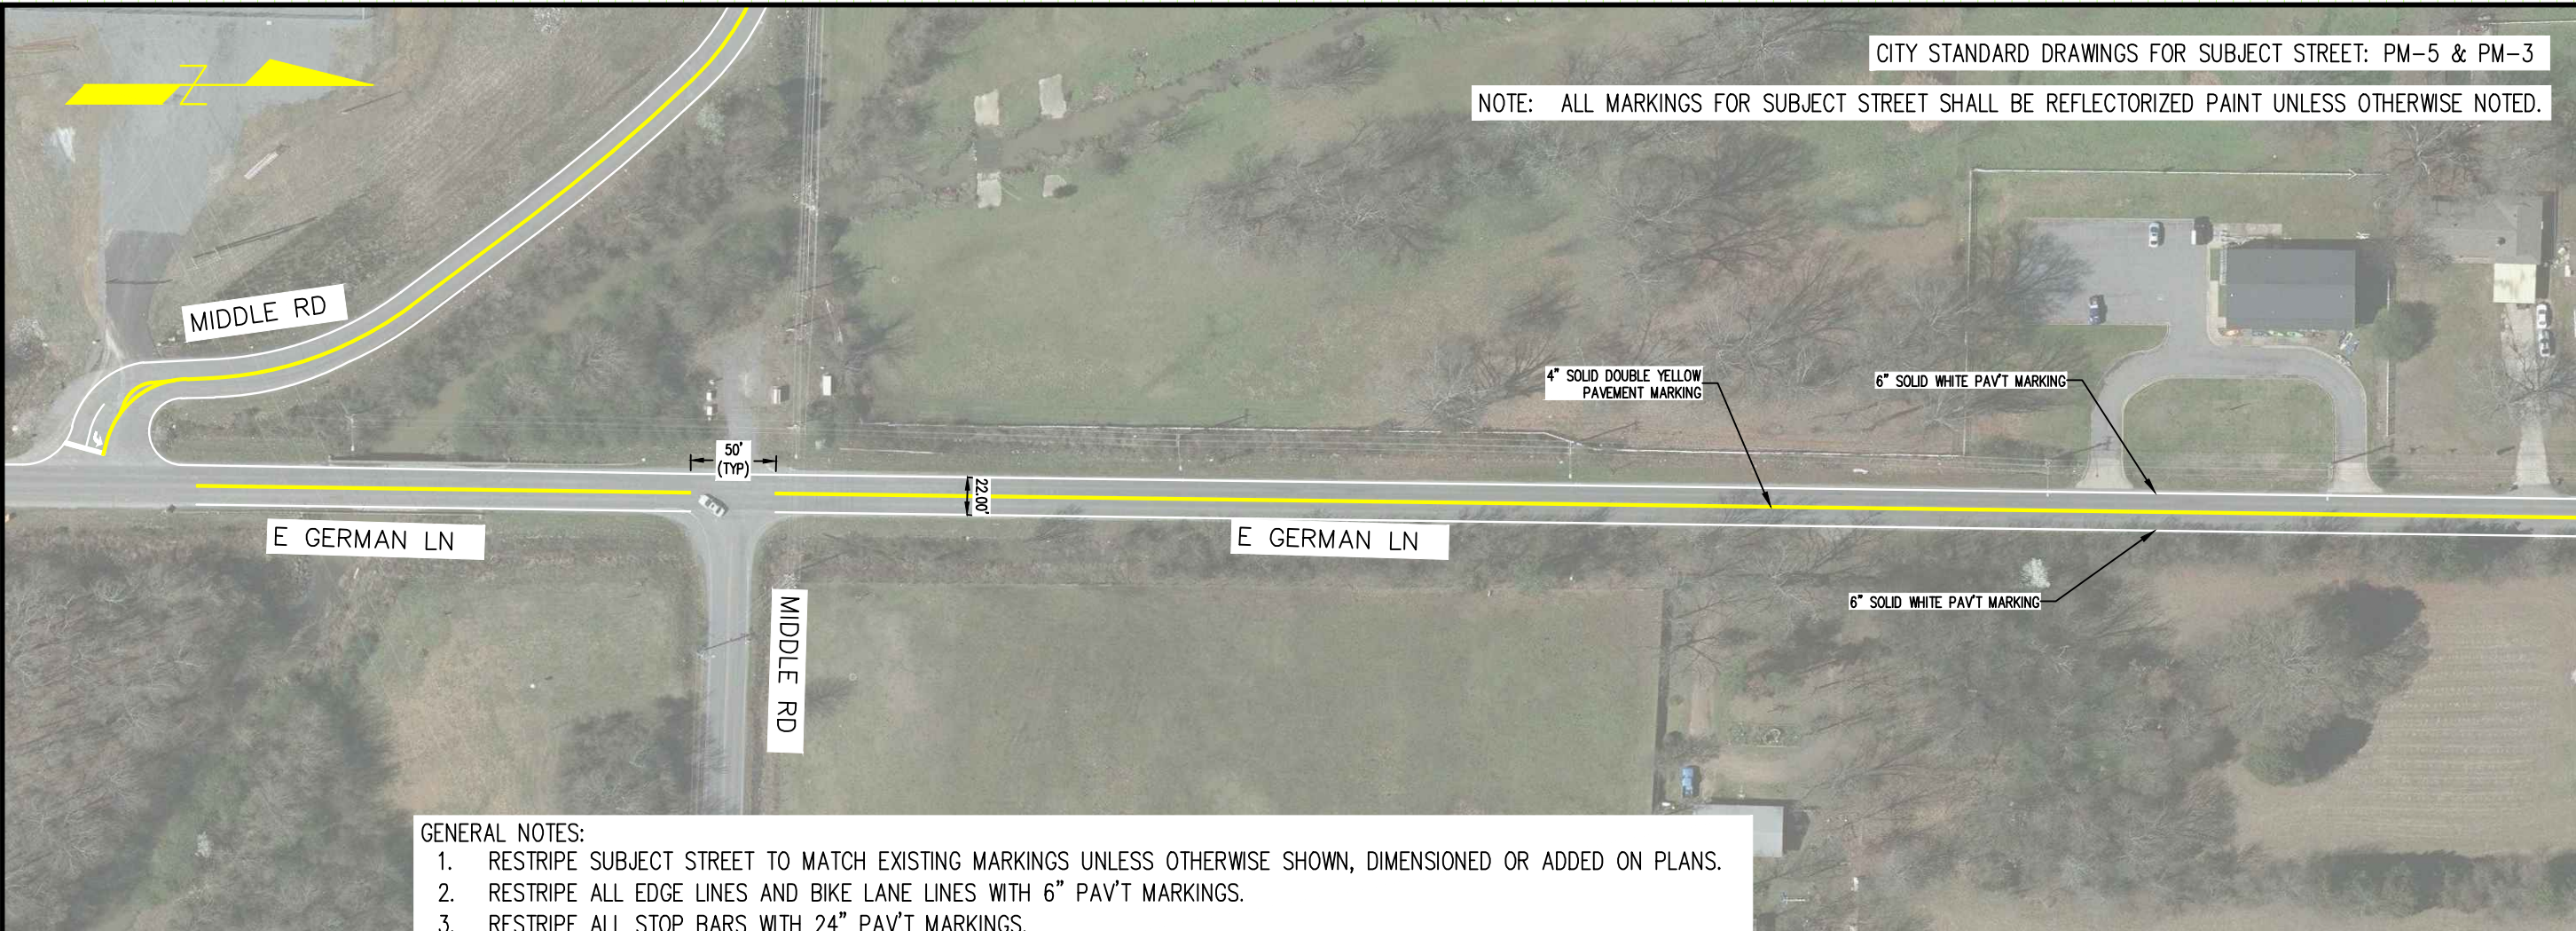 CITY STANDARD DRAWINGS FOR SUBJECT STREET: PM-5 & PM-3
NOTE: ALL MARKINGS FOR SUBJECT STREET SHALL BE REFLECTORIZED PAINT UNLESS OTHERWISE NOTED.
Z
MIDDLE RD
4" SOLID DOUBLE YELLOW
PAVEMENT MARKING
6" SOLID WHITE PAV'T MARKING
50'
(TYP)
22.00'
E GERMAN LN
E GERMAN LN
6" SOLID WHITE PAV'T MARKING
MIDDLE RD
GENERAL NOTES:
1. RESTRIPE SUBJECT STREET TO MATCH EXISTING MARKINGS UNLESS OTHERWISE SHOWN, DIMENSIONED OR ADDED ON PLANS.
2. RESTRIPE ALL EDGE LINES AND BIKE LANE LINES WITH 6" PAV'T MARKINGS.
3. RESTRIPE ALL STOP BARS WITH 24" PAV'T MARKINGS.